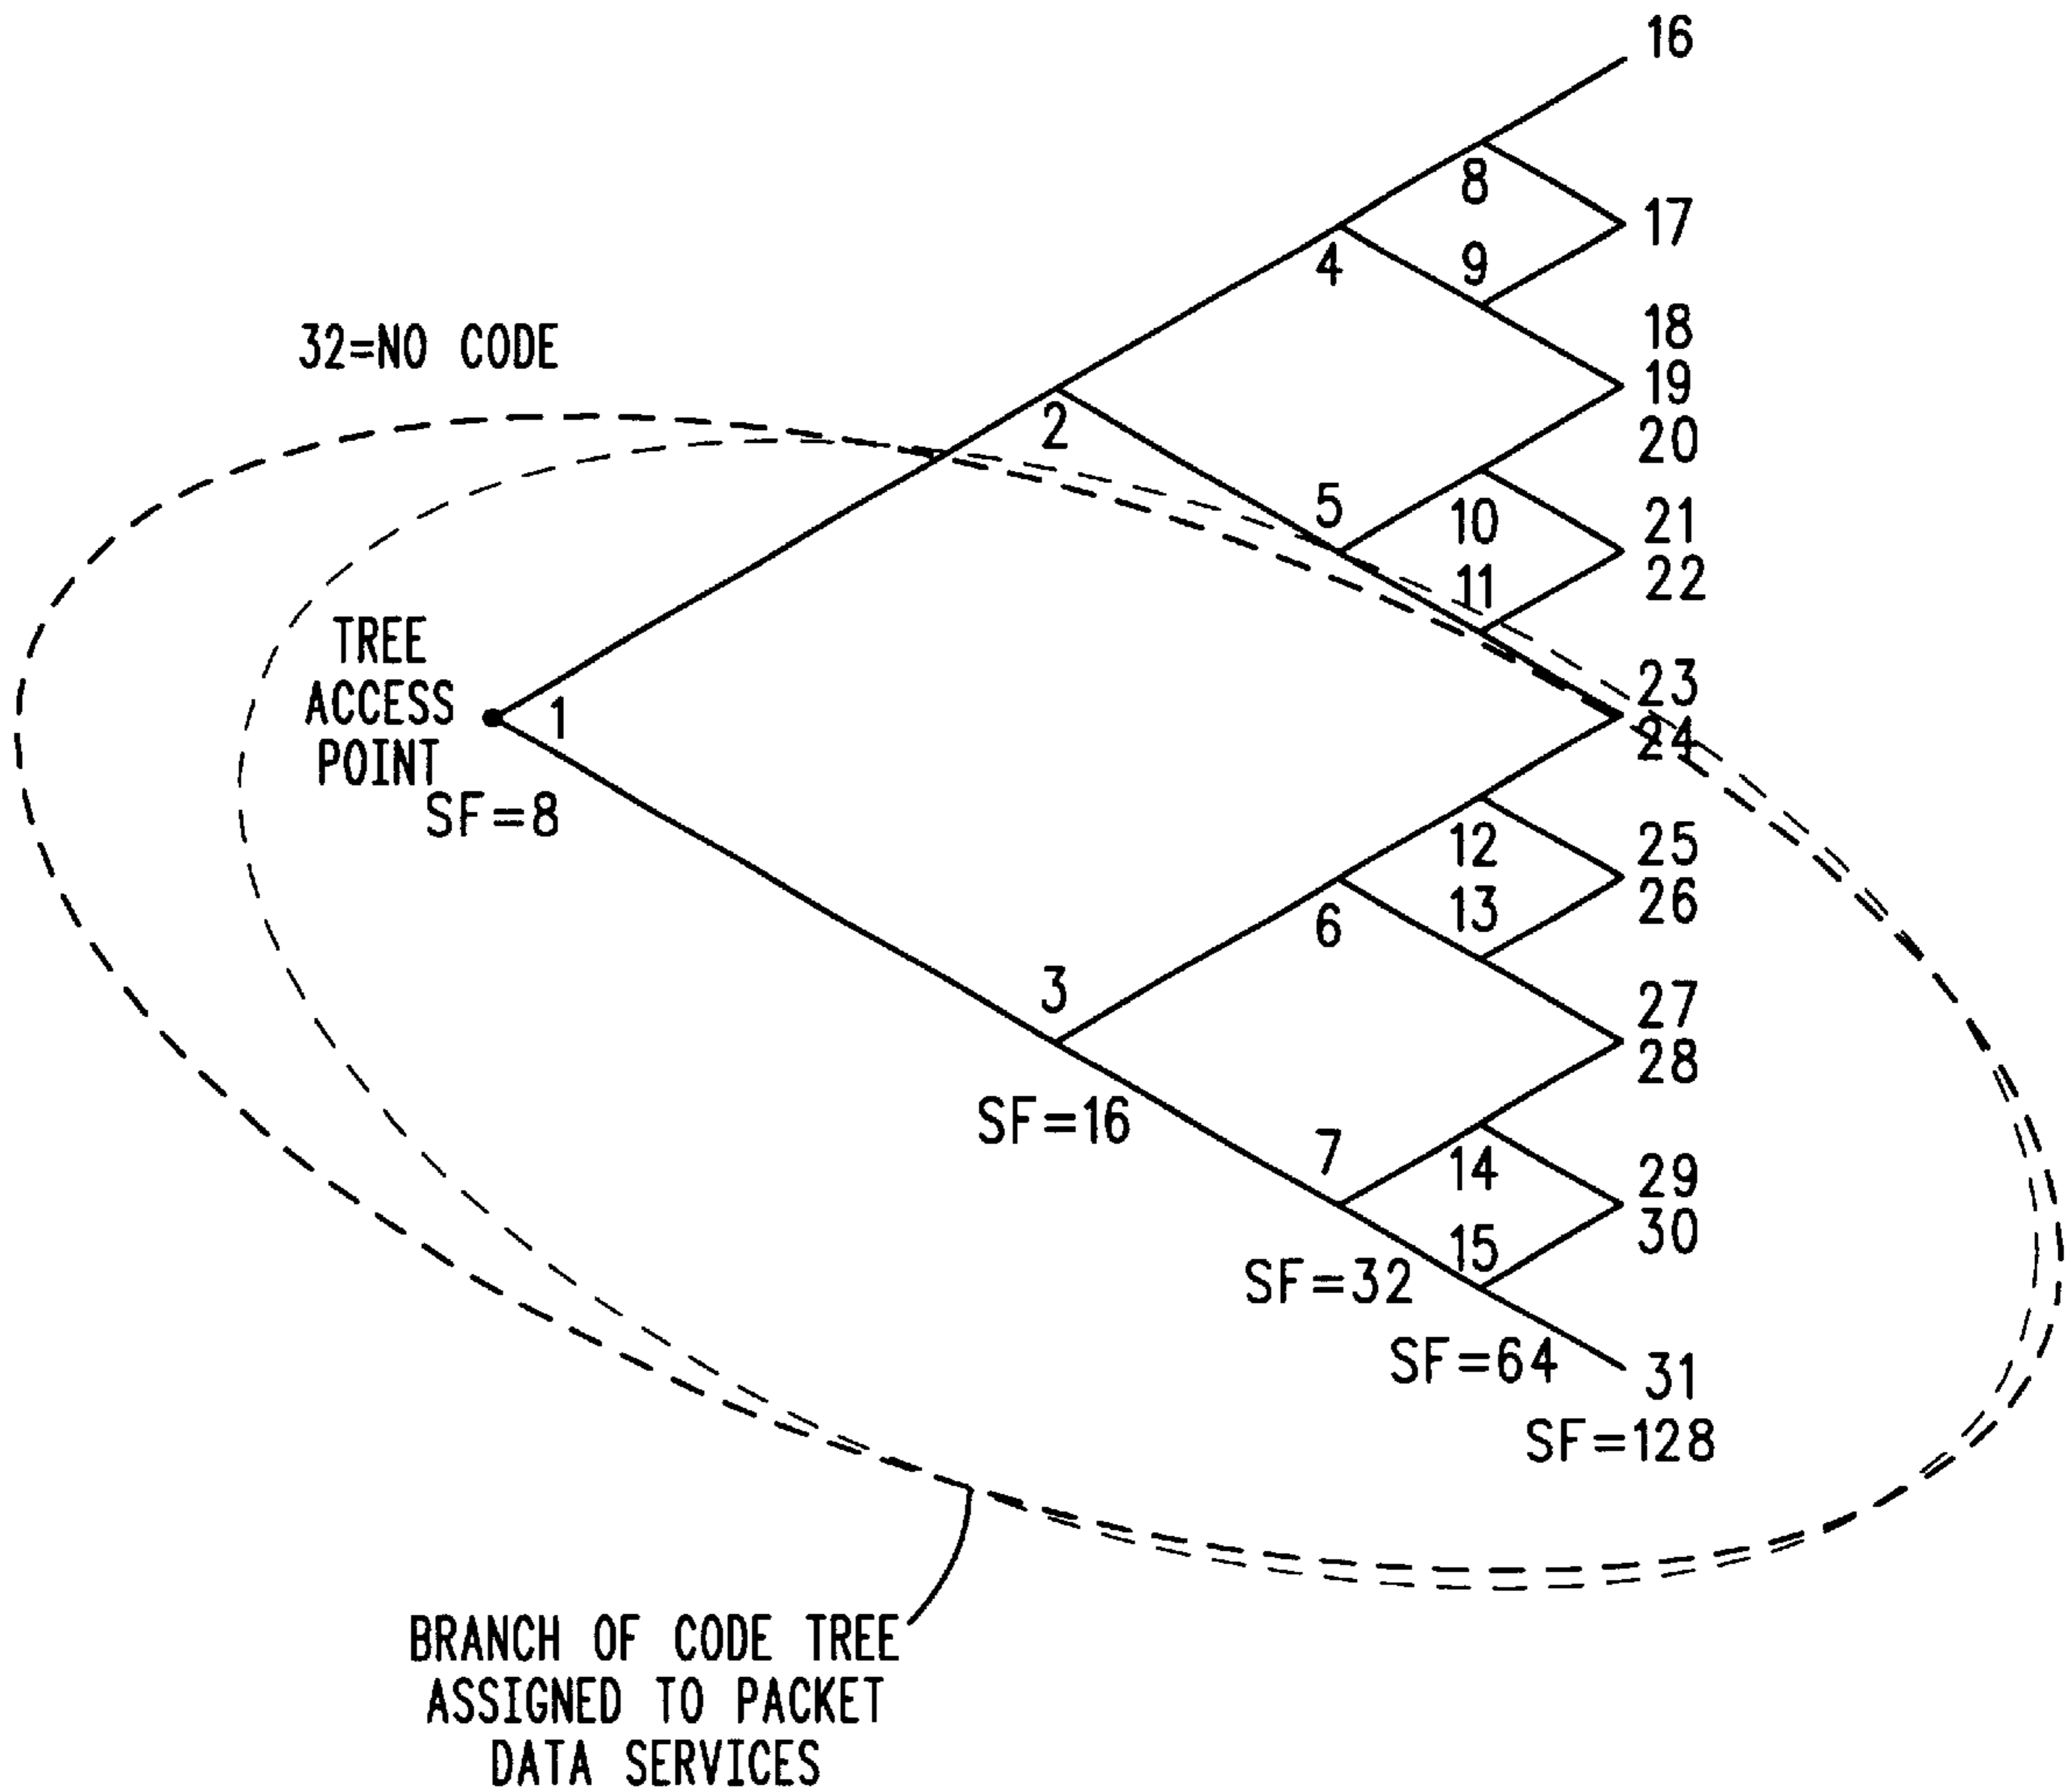 16
8
17
4
9
18
32=NO CODE
19
2
20
5
10
21
11
22
TREE
ACCESS
POINT
1
23
24
SF=8
12
25
13
26
6
3
27
28
SF=16
7
14
29
15
30
SF=32
SF=64
31
SF=128
BRANCH OF CODE TREE
ASSIGNED TO PACKET
DATA SERVICES